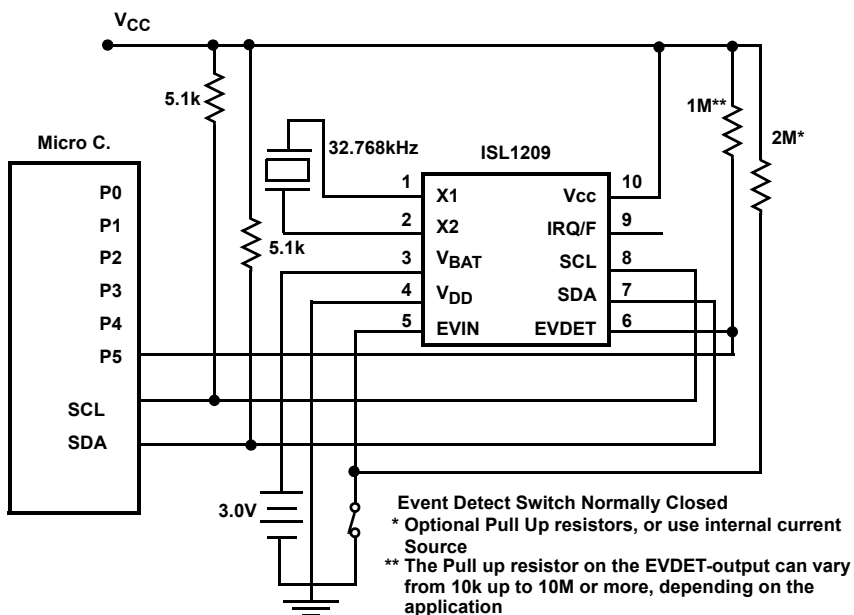 VCC
5.1k
1M**
2M*
Micro C.
32.768kHz
ISL1209
P0
P1
P2
P3
P4
P5
SCL
SDA
5.1k
1 X1
2 X2
3 VBAT
4 VDD
5 EVIN
Vcc 10
IRQ/F 9
SCL 8
SDA 7
EVDET 6
3.0V
Event Detect Switch Normally Closed
* Optional Pull Up resistors, or use internal current
Source
** The Pull up resistor on the EVDET-output can vary
from 10k up to 10M or more, depending on the
application